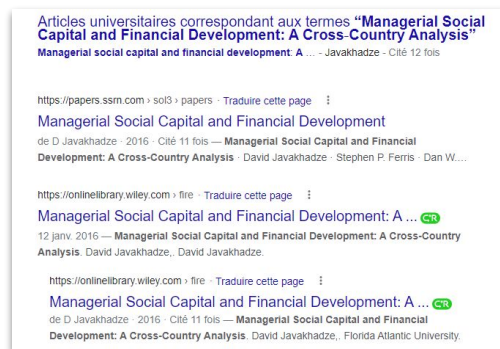 Articles universitaires correspondant aux termes “Managerial Social
Capital and Financial Development: A Cross-Country Analysis”
Managerial social capital and financial development: A ... - Javakhadze - Cité 12 fois
https://papers.ssrn.com › sol3 › papers · Traduire cette page
Managerial Social Capital and Financial Development
de D Javakhadze · 2016 · Cité 11 fois — Managerial Social Capital and Financial
Development: A Cross-Country Analysis · David Javakhadze · Stephen P. Ferris · Dan W....
https://onlinelibrary.wiley.com › fire · Traduire cette page
Managerial Social Capital and Financial Development: A ...
12 janv. 2016 — Managerial Social Capital and Financial Development: A Cross-Country
Analysis. David Javakhadze,. David Javakhadze.
https://onlinelibrary.wiley.com › fire · Traduire cette page
Managerial Social Capital and Financial Development: A ...
de D Javakhadze · 2016 · Cité 11 fois — Managerial Social Capital and Financial
Development: A Cross-Country Analysis. David Javakhadze,. Florida Atlantic University.